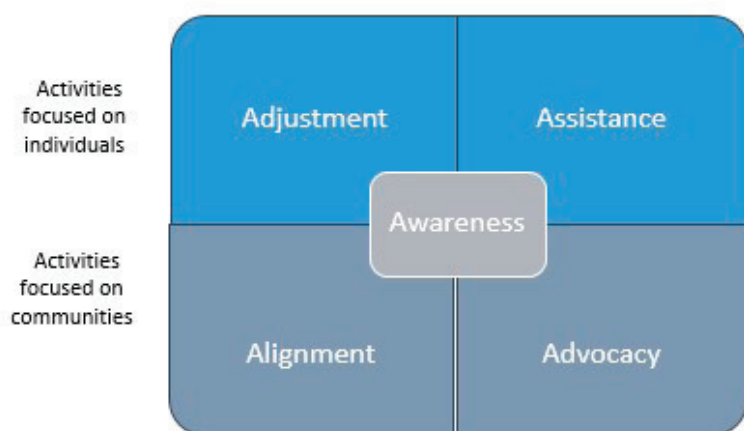 Activities
focused on
individuals
Adjustment
Assistance
Awareness
Activities
focused on
communities
Alignment
Advocacy